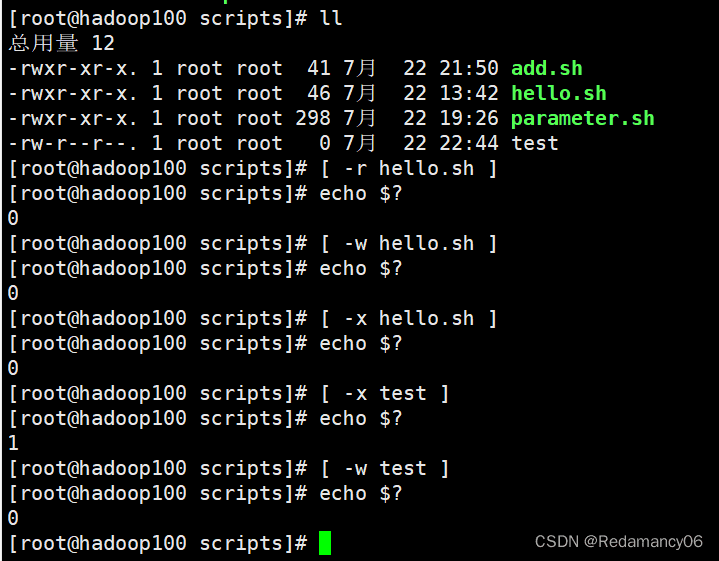 [root@hadoop100 scripts]# ll
总用量 12
-rwxr-xr-x. 1 root root  41 7月  22 21:50 add.sh
-rwxr-xr-x. 1 root root  46 7月  22 13:42 hello.sh
-rwxr-xr-x. 1 root root 298 7月  22 19:26 parameter.sh
-rw-r--r--. 1 root root   0 7月  22 22:44 test
[root@hadoop100 scripts]# [ -r hello.sh ]
[root@hadoop100 scripts]# echo $?
0
[root@hadoop100 scripts]# [ -w hello.sh ]
[root@hadoop100 scripts]# echo $?
0
[root@hadoop100 scripts]# [ -x hello.sh ]
[root@hadoop100 scripts]# echo $?
0
[root@hadoop100 scripts]# [ -x test ]
[root@hadoop100 scripts]# echo $?
1
[root@hadoop100 scripts]# [ -w test ]
[root@hadoop100 scripts]# echo $?
0
[root@hadoop100 scripts]#
CSDN @Redamancy06